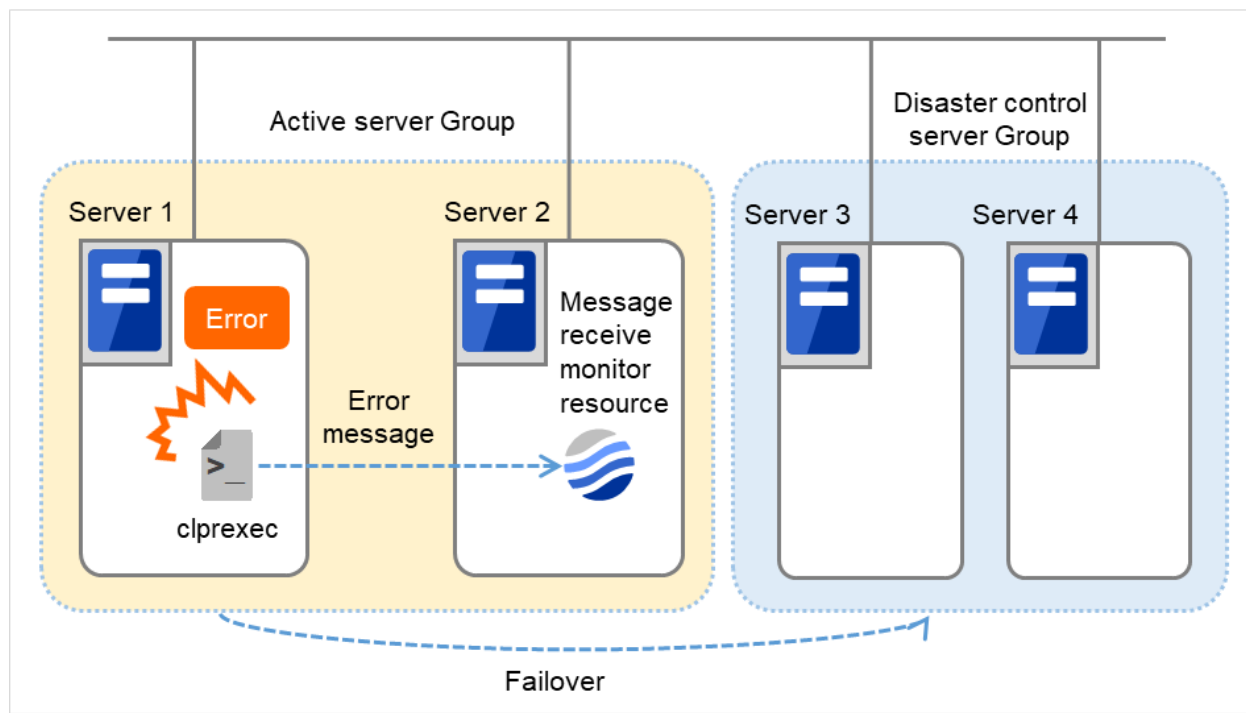 Active server Group
Disaster control
server Group
Server 1
Server 2
Server 3
Server 4
Error
Message
receive
monitor
resource
Error
message
>_
clprexec
Failover